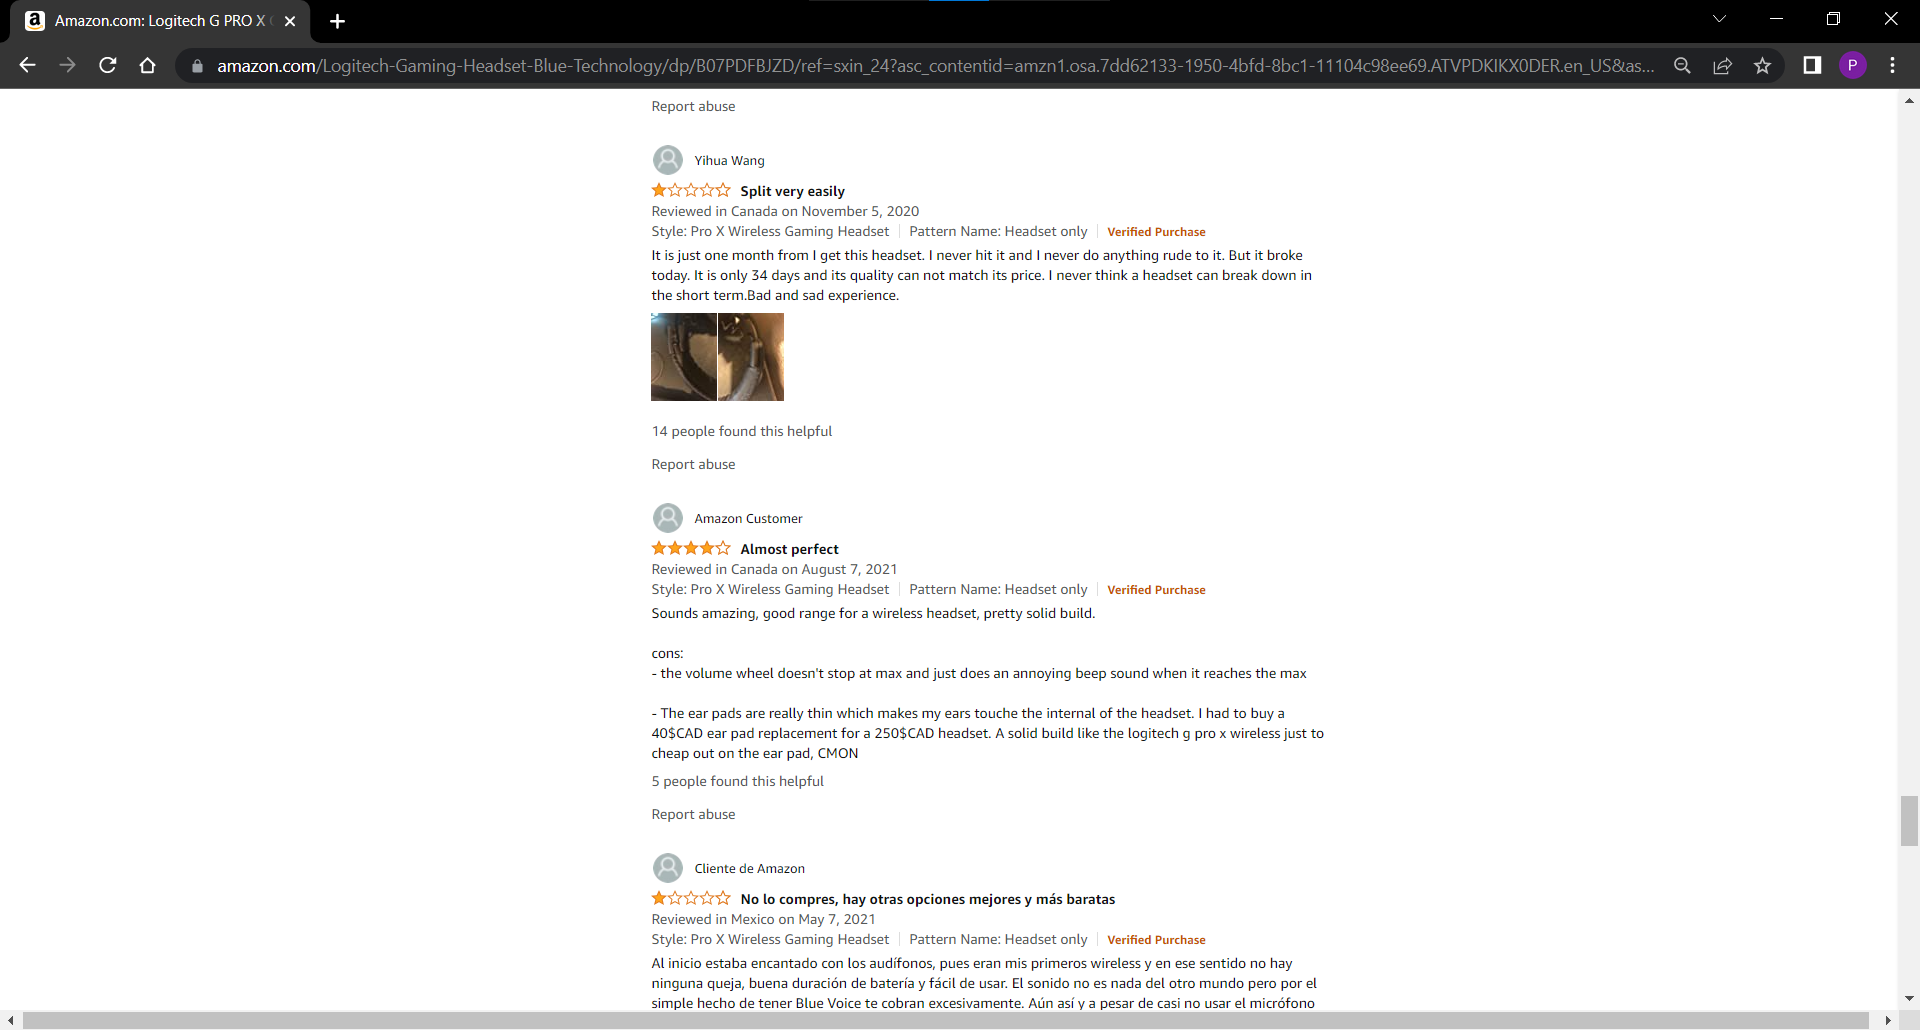 Amazon.com: Logitech G PRO X
amazon.com/Logitech-Gaming-Headset-Blue-Technology/dp/B07PDFBJZD/ref=sxin_24?asc_contentid=amzn1.osa.7dd62133-1950-4bfd-8bc1-11104c98ee69.ATVPDKIKX0DER.en_US&as...
P
Report abuse
Yihua Wang
Split very easily
Reviewed in Canada on November 5, 2020
Style: Pro X Wireless Gaming Headset Pattern Name: Headset only Verified Purchase
It is just one month from I get this headset. I never hit it and I never do anything rude to it. But it broke
today. It is only 34 days and its quality can not match its price. I never think a headset can break down in
the short term.Bad and sad experience.
14 people found this helpful
Report abuse
Amazon Customer
Almost perfect
Reviewed in Canada on August 7, 2021
Style: Pro X Wireless Gaming Headset Pattern Name: Headset only Verified Purchase
Sounds amazing, good range for a wireless headset, pretty solid build.
cons:
- the volume wheel doesn't stop at max and just does an annoying beep sound when it reaches the max
- The ear pads are really thin which makes my ears touche the internal of the headset. I had to buy a
40$CAD ear pad replacement for a 250$CAD headset. A solid build like the logitech g pro x wireless just to
cheap out on the ear pad, CMON
5 people found this helpful
Report abuse
Cliente de Amazon
No lo compres, hay otras opciones mejores y más baratas
Reviewed in Mexico on May 7, 2021
Style: Pro X Wireless Gaming Headset Pattern Name: Headset only Verified Purchase
Al inicio estaba encantado con los audífonos, pues eran mis primeros wireless y en ese sentido no hay
ninguna queja, buena duración de batería y fácil de usar. El sonido no es nada del otro mundo pero por el
simple hecho de tener Blue Voice te cobran excesivamente. Aún así y a pesar de casi no usar el micrófono